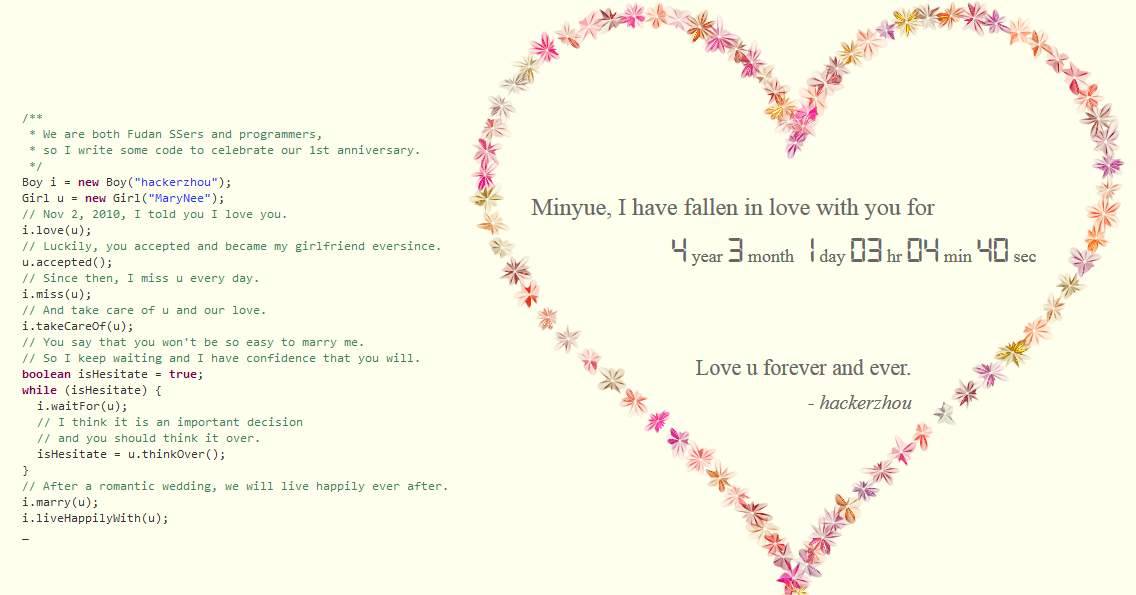 /**
 * We are both Fudan SSers and programmers,
 * so I write some code to celebrate our 1st anniversary.
 */
Boy i = new Boy("hackerzhou");
Girl u = new Girl("MaryNee");
// Nov 2, 2010, I told you I love you.
i.love(u);
// Luckily, you accepted and became my girlfriend eversince.
u.accepted();
// Since then, I miss u every day.
i.miss(u);
// And take care of u and our love.
i.takeCareOf(u);
// You say that you won't be so easy to marry me.
// So I keep waiting and I have confidence that you will.
boolean isHesitate = true;
while (isHesitate) {
  i.waitFor(u);
  // I think it is an important decision
  // and you should think it over.
  isHesitate = u.thinkOver();
}
// After a romantic wedding, we will live happily ever after.
i.marry(u);
i.liveHappilyWith(u);
_
Minyue, I have fallen in love with you for
4 year 3 month 1 day 03 hr 04 min 40 sec
Love u forever and ever.
- hackerzhou